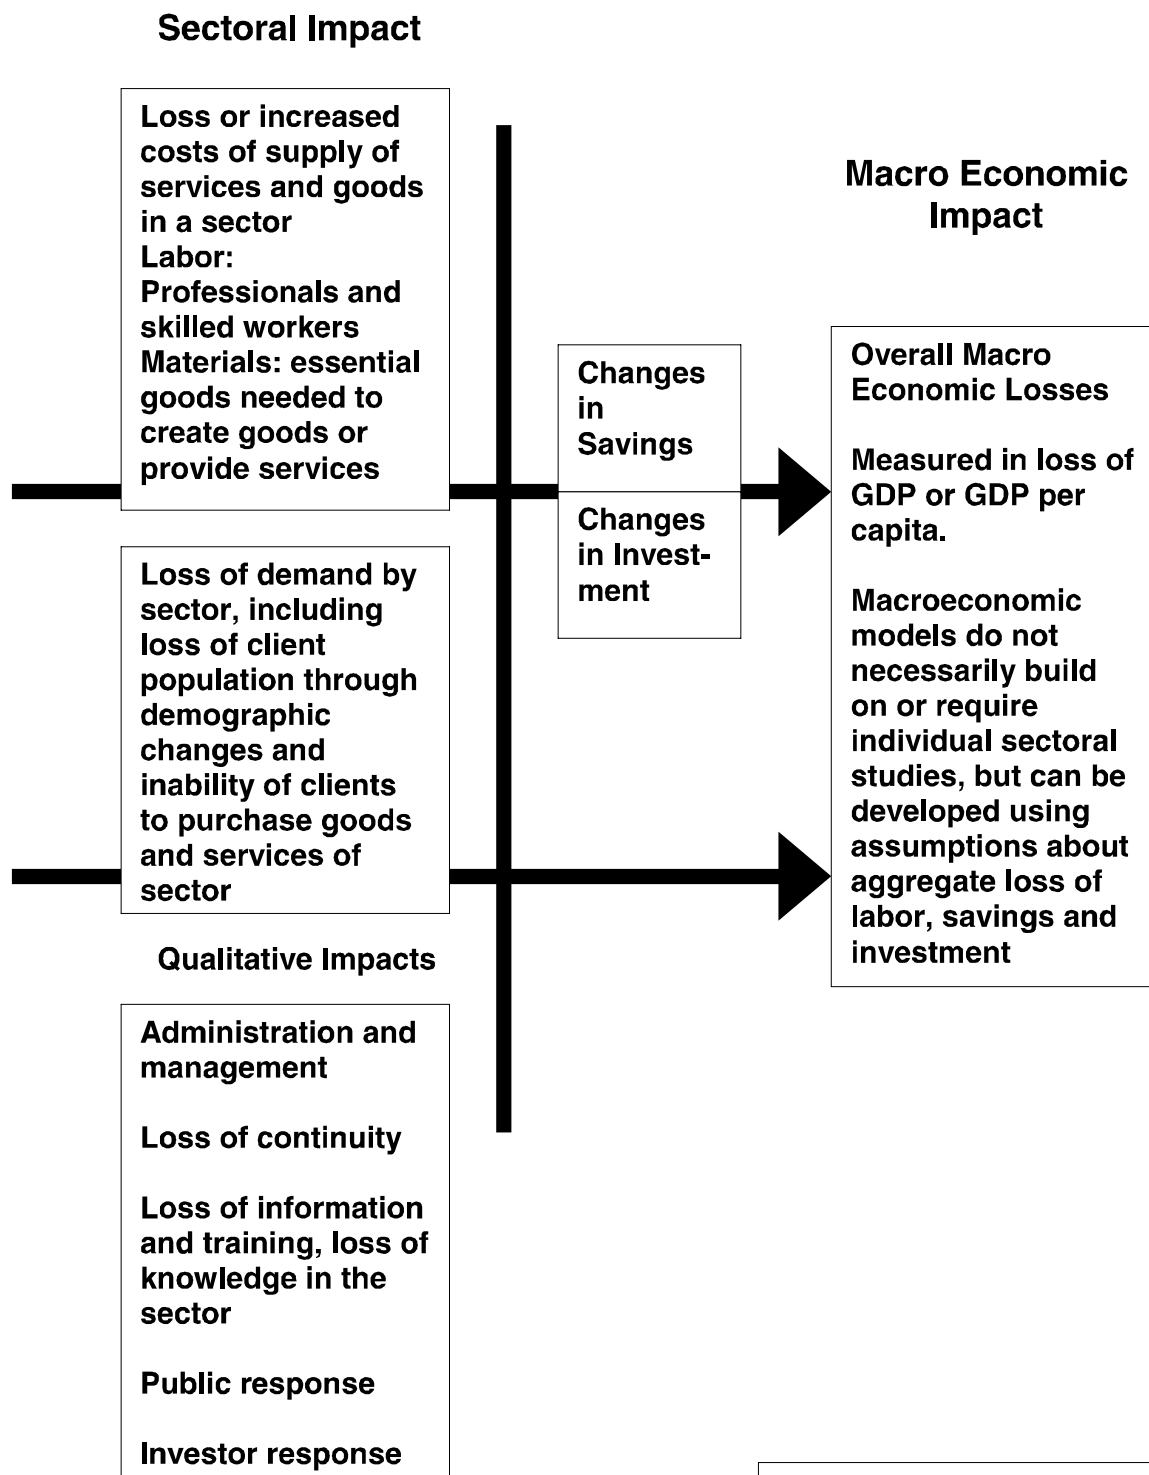 Sectoral Impact
Loss or increased
costs of supply of
services and goods
in a sector
Labor:
Professionals and
skilled workers
Materials: essential
goods needed to
create goods or
provide services
Loss of demand by
sector, including
loss of client
population through
demographic
changes and
inability of clients
to purchase goods
and services of
sector
Qualitative Impacts
Administration and
management
Loss of continuity
Loss of information
and training, loss of
knowledge in the
sector
Public response
Investor response
Changes
in
Savings
Changes
in Invest-
ment
Macro Economic
Impact
Overall Macro
Economic Losses
Measured in loss of
GDP or GDP per
capita.
Macroeconomic
models do not
necessarily build
on or require
individual sectoral
studies, but can be
developed using
assumptions about
aggregate loss of
labor, savings and
investment